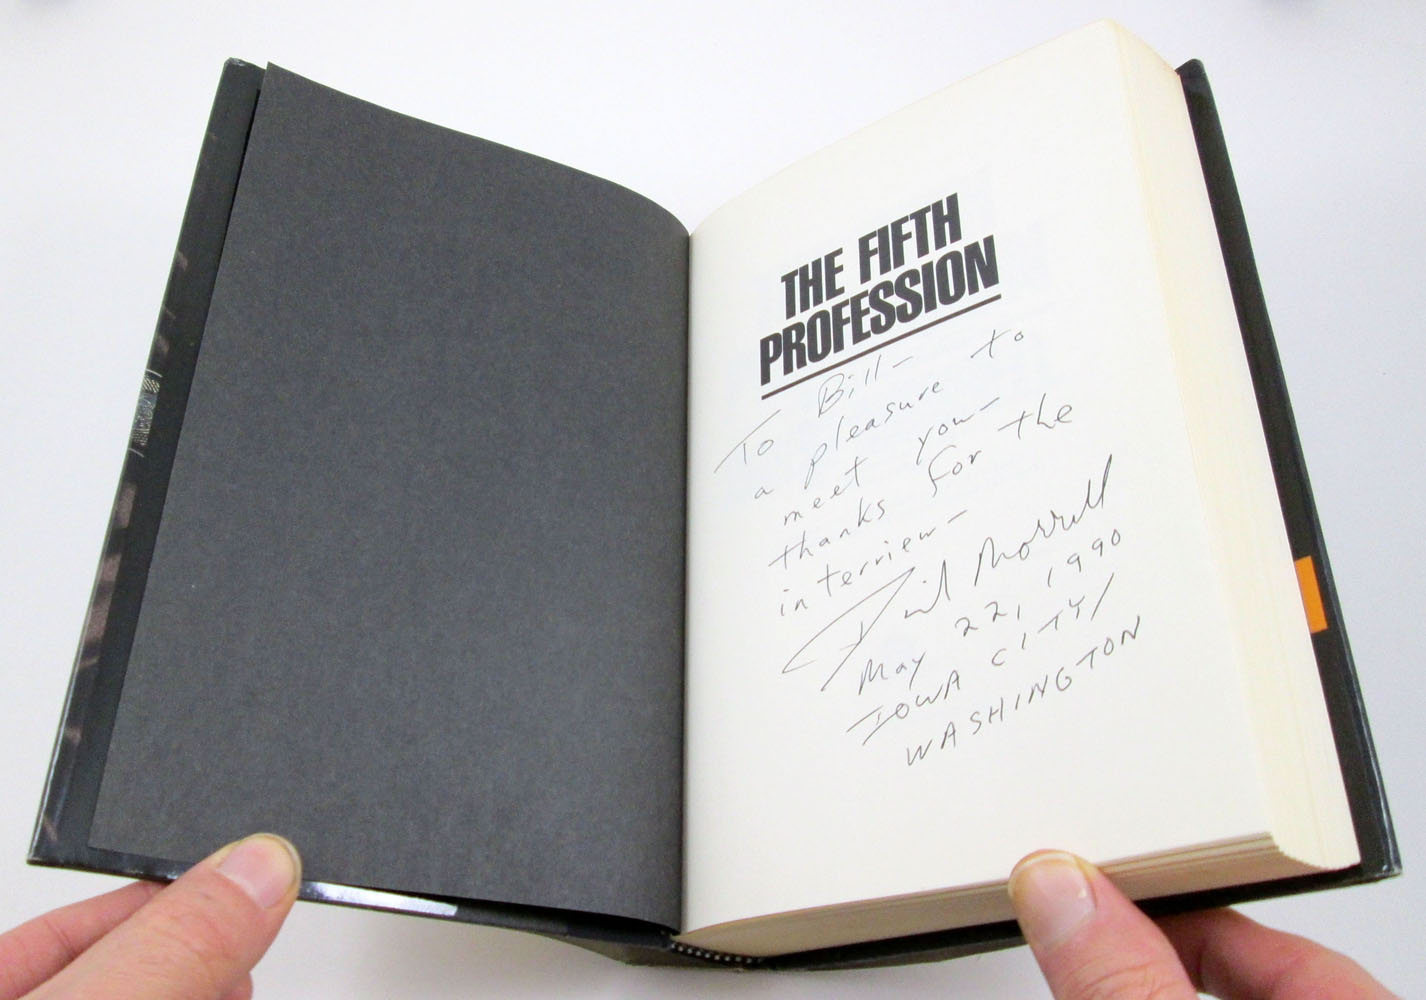 THE FIFTH
PROFESSION
To Bill-
a pleasure to
meet you-
thanks for the
interview-
David Morrell
May 22, 1990
IOWA CITY/
WASHINGTON